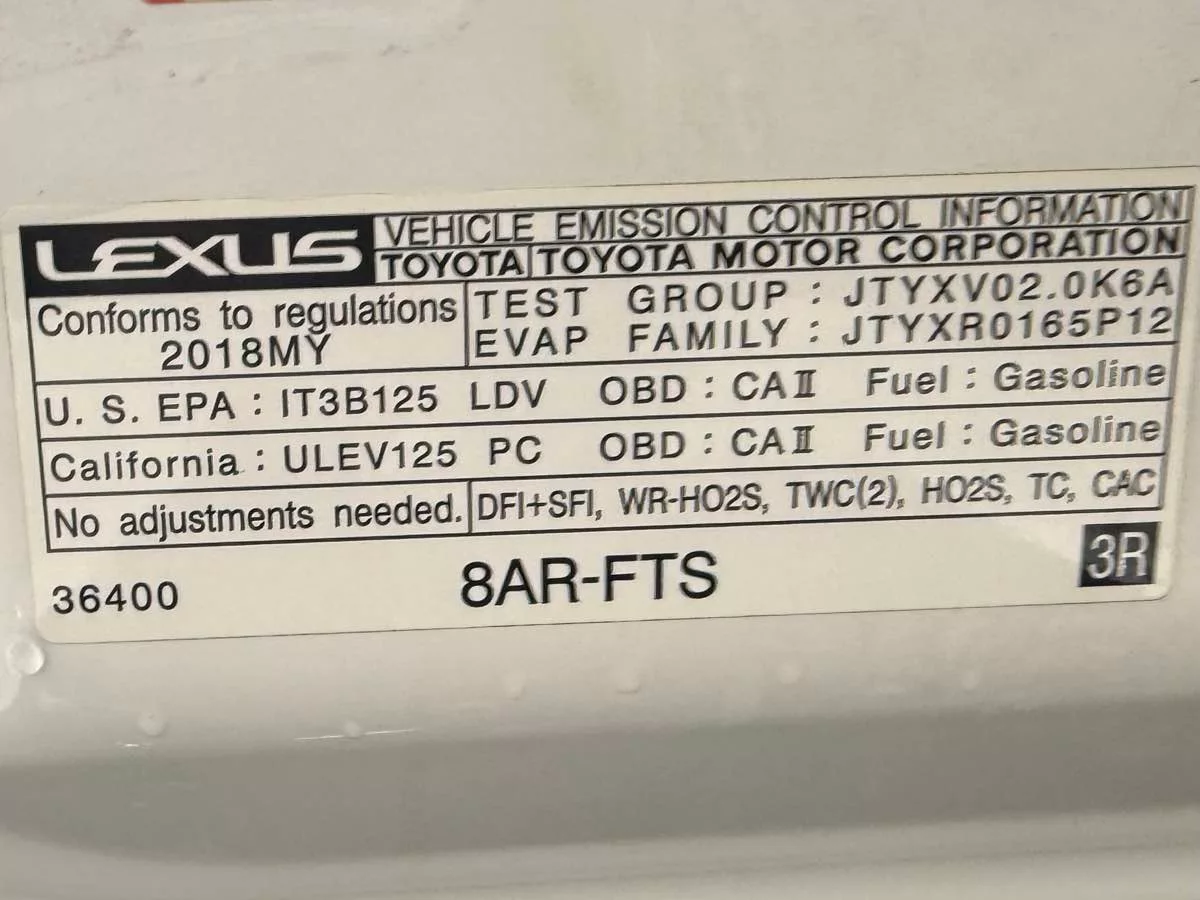 LEXUS
VEHICLE EMISSION CONTROL INFORMATION
TOYOTA TOYOTA MOTOR CORPORATION
Conforms to regulations
2018MY
TEST GROUP : JTYXV02.0K6A
EVAP FAMILY : JTYXR0165P12
U. S. EPA : IT3B125 LDV OBD : CAⅡ Fuel : Gasoline
California : ULEV125 PC OBD : CAⅡ Fuel : Gasoline
No adjustments needed.
DFI+SFI, WR-HO2S, TWC(2), HO2S, TC, CAC
36400
8AR-FTS
3R